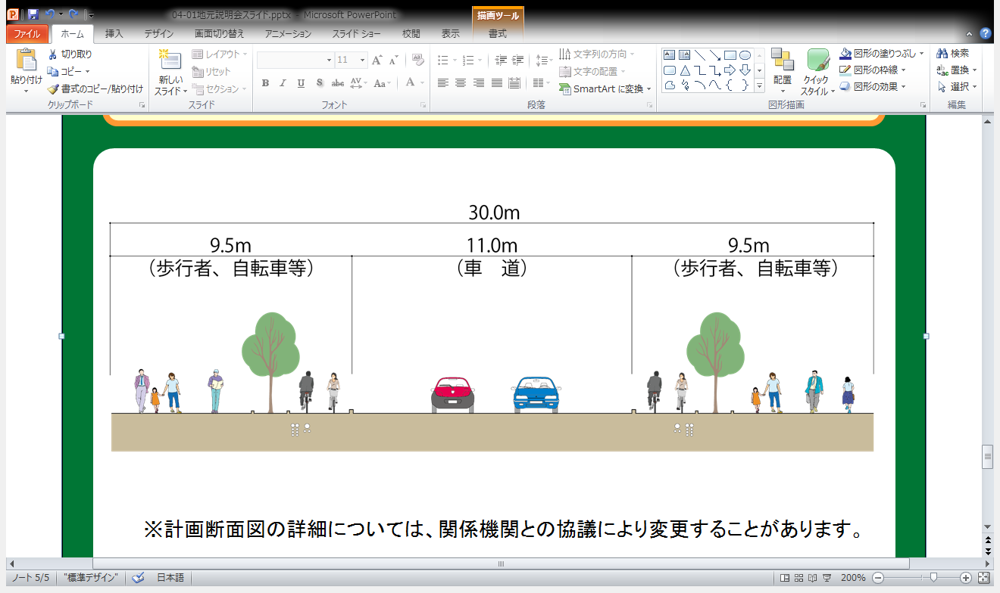 04-01地元説明会スライド.pptx - Microsoft PowerPoint
描画ツール
ファイル ホーム 挿入 デザイン 画面切り替え アニメーション スライド ショー 校閲 表示 書式
貼り付け
切り取り
コピー
書式のコピー/貼り付け
クリップボード
新しい
スライド
レイアウト
リセット
セクション
スライド
11
B I U S abc AV Aa A
フォント
文字列の方向
文字の配置
SmartArt に変換
段落
配置
クイック
スタイル
図形の塗りつぶし
図形の枠線
図形の効果
図形描画
検索
置換
選択
編集
30.0m
9.5m 11.0m 9.5m
（歩行者、自転車等） （車　道） （歩行者、自転車等）
※計画断面図の詳細については、関係機関との協議により変更することがあります。
ノート 5/5 "標準デザイン" 日本語 200%